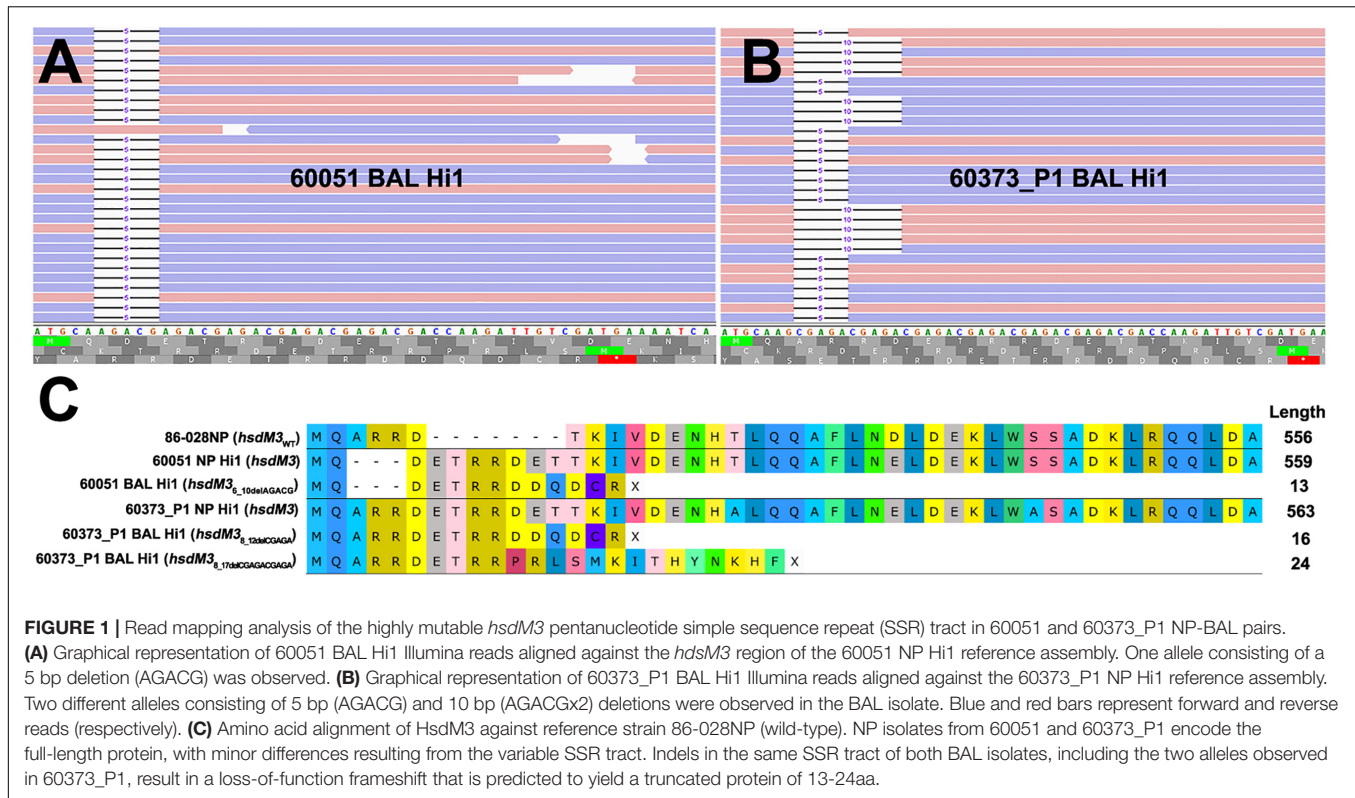 A
60051 BAL Hi1
A T G C A A G A C G A G A C G A G A C G A G A C G A G A C G A C C A A G A T T G T C G A T G A A A A T C A
M Q D E T R R D E T T K I V D E N H
B
60373_P1 BAL Hi1
C
Length
86-028NP (hsdM3WT) M Q A R R D - - - - - - - T K I V D E N H T L Q Q A F L N D L D E K L W S S A D K L R Q Q L D A 556
60051 NP Hi1 (hsdM3) M Q - - - D E T R R D E T T K I V D E N H T L Q Q A F L N E L D E K L W S S A D K L R Q Q L D A 559
60051 BAL Hi1 (hsdM36_10delAGACG) M Q - - - D E T R R D D Q D C R X 13
60373_P1 NP Hi1 (hsdM3) M Q A R R D E T R R D E T T K I V D E N H A L Q Q A F L N E L D E K L W A S A D K L R Q Q L D A 563
60373_P1 BAL Hi1 (hsdM38_12delCGAGA) M Q A R R D E T R R D D Q D C R X 16
60373_P1 BAL Hi1 (hsdM38_17delCGAGACGAGA) M Q A R R D E T R R P R L S M K I T H Y N K H F X 24
FIGURE 1 | Read mapping analysis of the highly mutable hsdM3 pentanucleotide simple sequence repeat (SSR) tract in 60051 and 60373_P1 NP-BAL pairs.
(A) Graphical representation of 60051 BAL Hi1 Illumina reads aligned against the hdsM3 region of the 60051 NP Hi1 reference assembly. One allele consisting of a
5 bp deletion (AGACG) was observed. (B) Graphical representation of 60373_P1 BAL Hi1 Illumina reads aligned against the 60373_P1 NP Hi1 reference assembly.
Two different alleles consisting of 5 bp (AGACG) and 10 bp (AGACGx2) deletions were observed in the BAL isolate. Blue and red bars represent forward and reverse
reads (respectively). (C) Amino acid alignment of HsdM3 against reference strain 86-028NP (wild-type). NP isolates from 60051 and 60373_P1 encode the
full-length protein, with minor differences resulting from the variable SSR tract. Indels in the same SSR tract of both BAL isolates, including the two alleles observed
in 60373_P1, result in a loss-of-function frameshift that is predicted to yield a truncated protein of 13-24aa.